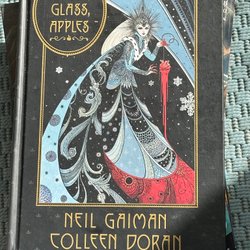 GLASS,
APPLES
NEIL GAIMAN
COLLEEN DORAN